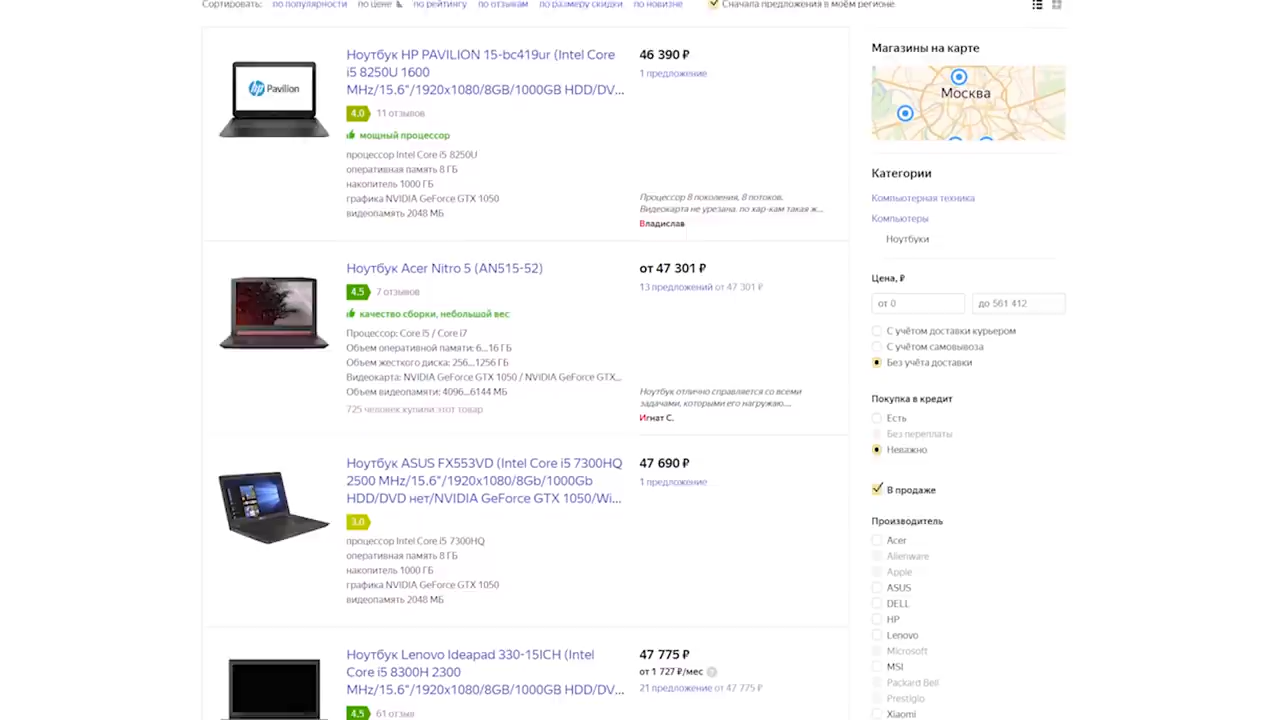 Сортировать: по популярности по цене по рейтингу по отзывам по размеру скидки по новизне Сначала предложения в моём регионе
Ноутбук HP PAVILION 15-bc419ur (Intel Core
i5 8250U 1600
MHz/15.6"/1920x1080/8GB/1000GB HDD/DV...
4.0 11 отзывов
мощный процессор
процессор Intel Core i5 8250U
оперативная память 8 ГБ
накопитель 1000 ГБ
графика NVIDIA GeForce GTX 1050
видеопамять 2048 МБ
hp Pavilion
46 390 ₽
1 предложение
Процессор 8 поколения, 8 потоков.
Видеокарта не урезана. по хар-кам такая ж...
Владислав
Ноутбук Acer Nitro 5 (AN515-52)
4.5 7 отзывов
качество сборки, небольшой вес
Процессор: Core i5 / Core i7
Объем оперативной памяти: 6...16 ГБ
Объем жесткого диска: 256...1256 ГБ
Видеокарта: NVIDIA GeForce GTX 1050 / NVIDIA GeForce GTX...
Объем видеопамяти: 4096...6144 МБ
725 человек купили этот товар
от 47 301 ₽
13 предложений от 47 301 ₽
Ноутбук отлично справляется со всеми
задачами, которыми его нагружаю....
Игнат С.
Ноутбук ASUS FX553VD (Intel Core i5 7300HQ
2500 MHz/15.6"/1920x1080/8Gb/1000Gb
HDD/DVD нет/NVIDIA GeForce GTX 1050/Wi...
3.0
процессор Intel Core i5 7300HQ
оперативная память 8 ГБ
накопитель 1000 ГБ
графика NVIDIA GeForce GTX 1050
видеопамять 2048 МБ
47 690 ₽
1 предложение
Ноутбук Lenovo Ideapad 330-15ICH (Intel
Core i5 8300H 2300
MHz/15.6"/1920x1080/8GB/1000GB HDD/DV...
4.5 61 отзыв
47 775 ₽
от 1 727 ₽/мес ?
21 предложение от 47 775 ₽
Магазины на карте
Москва
Категории
Компьютерная техника
Компьютеры
Ноутбуки
Цена, ₽
от 0 до 561 412
С учётом доставки курьером
С учётом самовывоза
Без учёта доставки
Покупка в кредит
Есть
Без переплаты
Неважно
В продаже
Производитель
Acer
Alienware
Apple
ASUS
DELL
HP
Lenovo
Microsoft
MSI
Packard Bell
Prestigio
Xiaomi